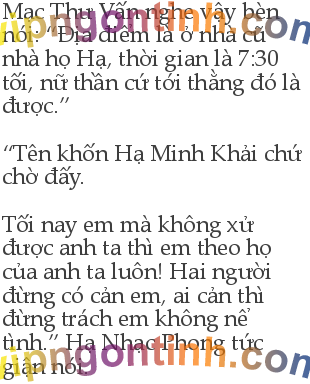 Mạc Thư Vấn nghe vậy bèn
nói: “Địa điểm là ở nhà cũ
nhà họ Hạ, thời gian là 7:30
tối, nữ thần cứ tới thẳng đó là
được.”
“Tên khốn Hạ Minh Khải chứ
chờ đấy.
Tối nay em mà không xử
được anh ta thì em theo họ
của anh ta luôn! Hai người
đừng có cản em, ai cản thì
đừng trách em không nể
tình.” Hạ Nhạc Phong tức
giận nói.
vipngontinh.com